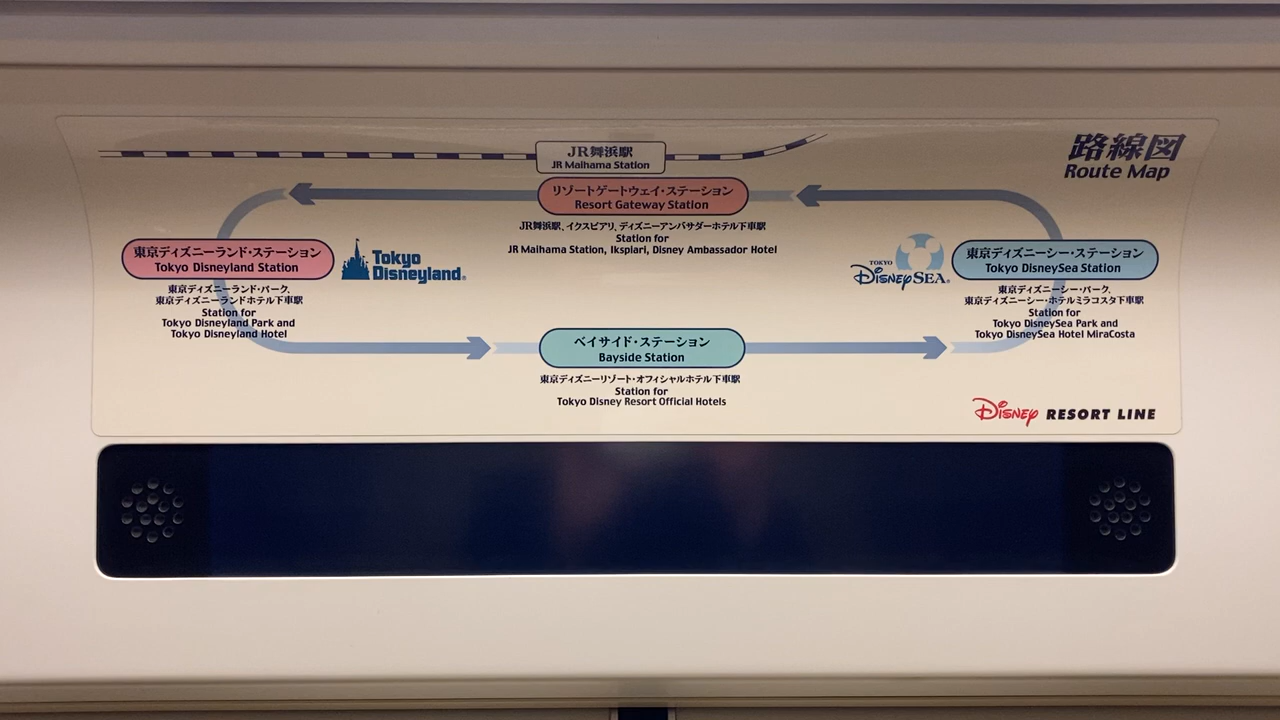 路線図
Route Map
JR舞浜駅
JR Maihama Station
リゾートゲートウェイ・ステーション
Resort Gateway Station
JR舞浜駅、イクスピアリ、ディズニーアンバサダーホテル下車駅
Station for
JR Maihama Station, Ikspiari, Disney Ambassador Hotel
東京ディズニーランド・ステーション
Tokyo Disneyland Station
東京ディズニーランド・パーク、
東京ディズニーランドホテル下車駅
Station for
Tokyo Disneyland Park and
Tokyo Disneyland Hotel
Tokyo
Disneyland®
TOKYO
DISNEYSEA®
東京ディズニーシー・ステーション
Tokyo DisneySea Station
東京ディズニーシー・パーク、
東京ディズニーシー・ホテルミラコスタ下車駅
Station for
Tokyo DisneySea Park and
Tokyo DisneySea Hotel MiraCosta
ベイサイド・ステーション
Bayside Station
東京ディズニーリゾート・オフィシャルホテル下車駅
Station for
Tokyo Disney Resort Official Hotels
Disney RESORT LINE